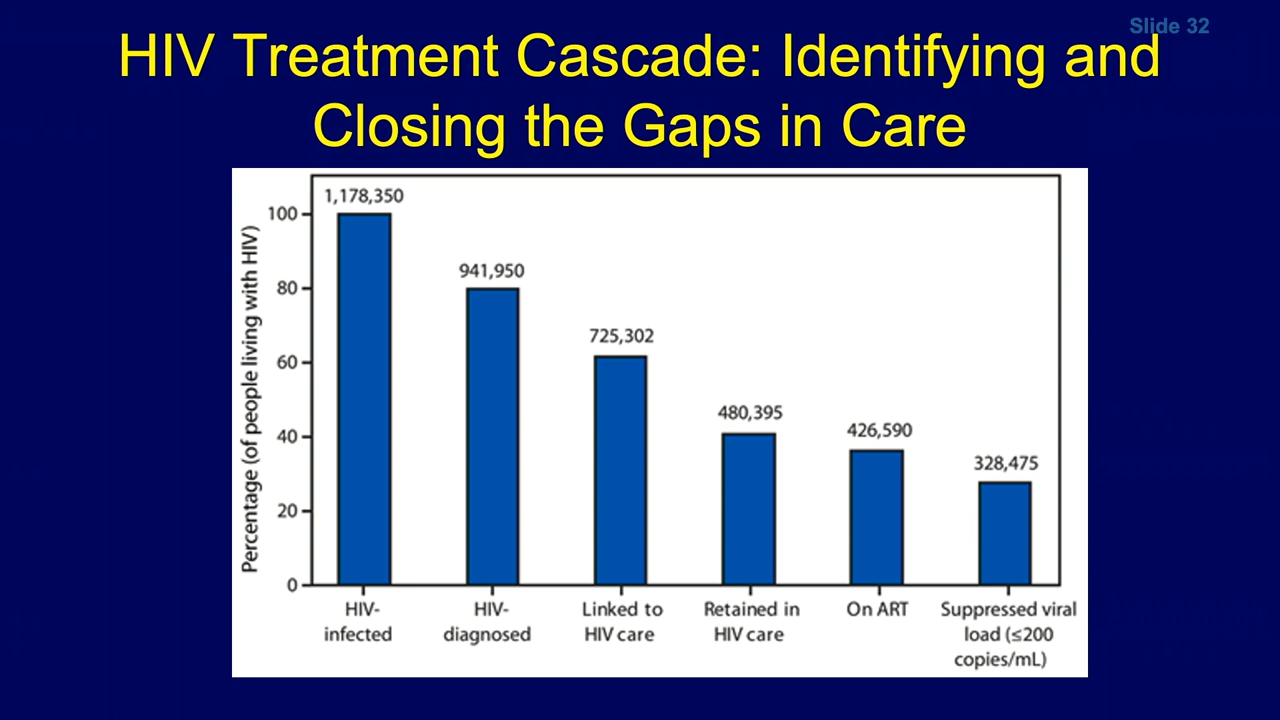 Slide 32
HIV Treatment Cascade: Identifying and
Closing the Gaps in Care
Percentage (of people living with HIV)
100
80
60
40
20
0
1,178,350
941,950
725,302
480,395
426,590
328,475
HIV-
infected
HIV-
diagnosed
Linked to
HIV care
Retained in
HIV care
On ART
Suppressed viral
load (≤200
copies/mL)